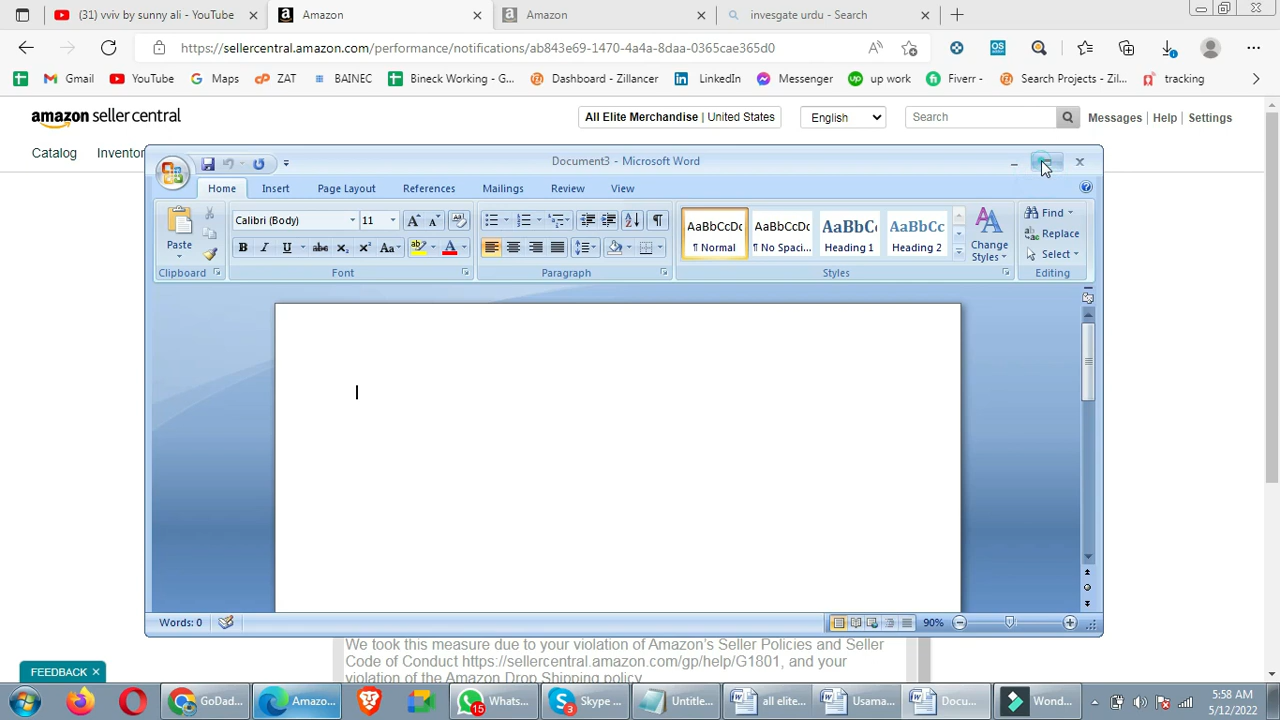 (31) vviv by sunny ali - YouTube
Amazon
Amazon
invesgate urdu - Search
https://sellercentral.amazon.com/performance/notifications/ab843e69-1470-4a4a-8daa-0365cae365d0
Gmail YouTube Maps ZAT BAINEC Bineck Working - G... Dashboard - Zillancer LinkedIn Messenger up work Fiverr - Search Projects - Zil... tracking
amazon seller central
All Elite Merchandise | United States
English
Search
Messages | Help | Settings
Catalog Inventor
Document3 - Microsoft Word
Home Insert Page Layout References Mailings Review View
Paste
Calibri (Body) 11
AaBbCcDc AaBbCcDc AaBbC AaBbCc
¶ Normal ¶ No Spaci... Heading 1 Heading 2
Change Styles
Find
Replace
Select
Clipboard Font Paragraph Styles Editing
Words: 0
90%
We took this measure due to your violation of Amazon's Seller Policies and Seller
Code of Conduct https://sellercentral.amazon.com/gp/help/G1801, and your
violation of the Amazon Drop Shipping policy
FEEDBACK
GoDad... Amazo... Whats... 15 Skype ... 3 Untitle... all elite... Usama... Docu... Wond...
5:58 AM
5/12/2022